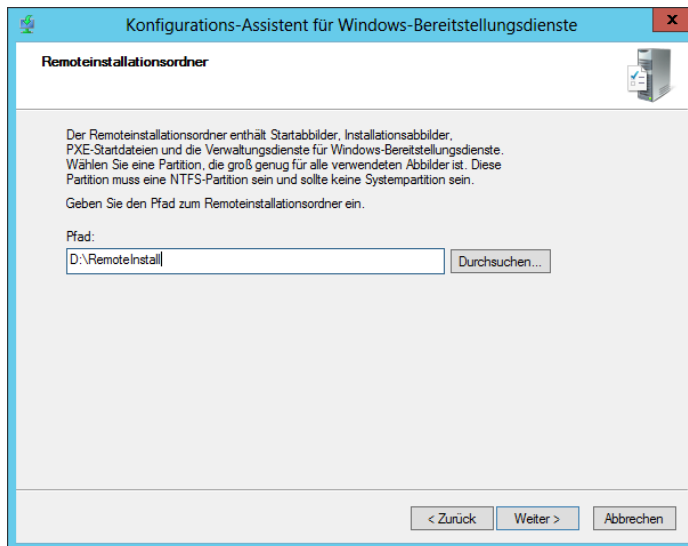 Konfigurations-Assistent für Windows-Bereitstellungsdienste
x
Remoteinstallationsordner
Der Remoteinstallationsordner enthält Startabbilder, Installationsabbilder,
PXE-Startdateien und die Verwaltungsdienste für Windows-Bereitstellungsdienste.
Wählen Sie eine Partition, die groß genug für alle verwendeten Abbilder ist. Diese
Partition muss eine NTFS-Partition sein und sollte keine Systempartition sein.
Geben Sie den Pfad zum Remoteinstallationsordner ein.
Pfad:
D:\RemoteInstall
Durchsuchen...
< Zurück
Weiter >
Abbrechen